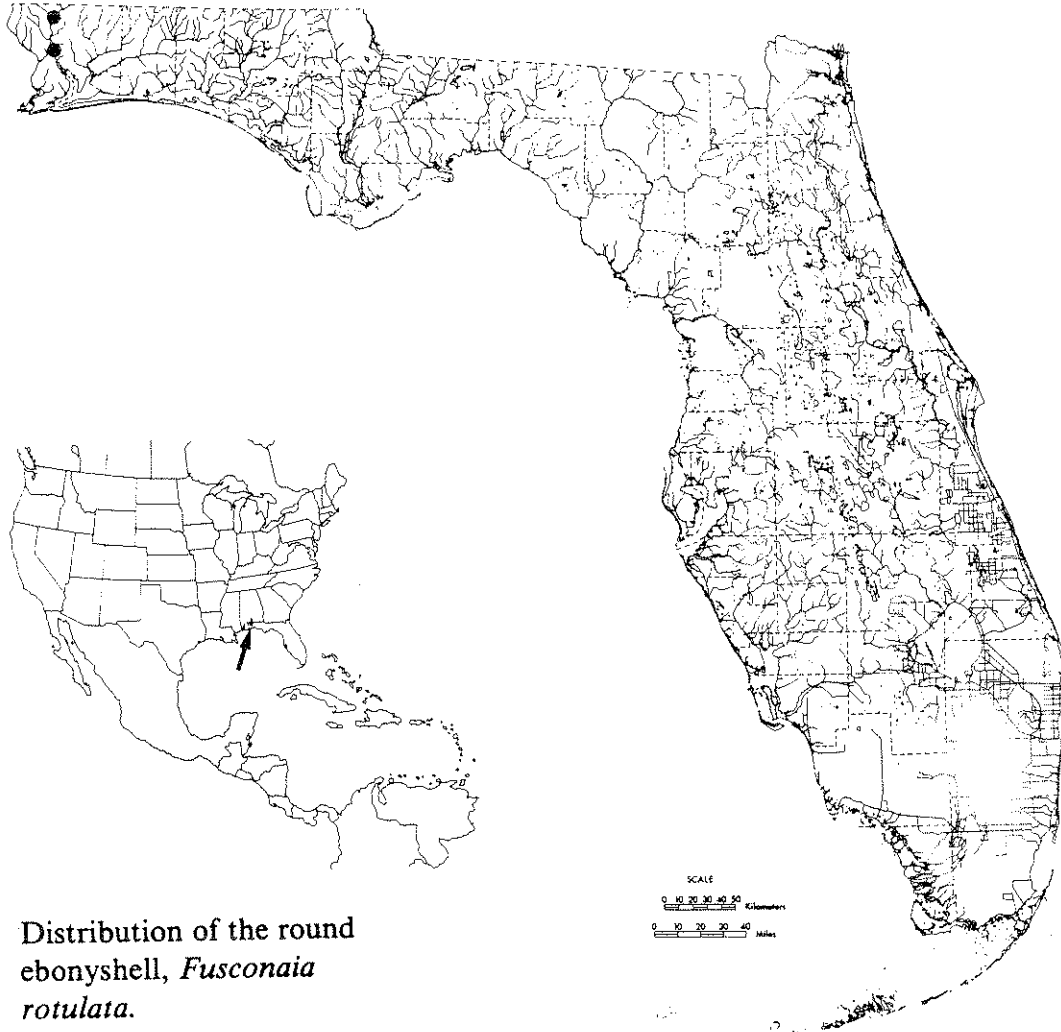 SCALE
0 10 20 30 40 50 Kilometers
0 10 20 30 40 Miles
Distribution of the round
ebonyshell, Fusconaia
rotulata.